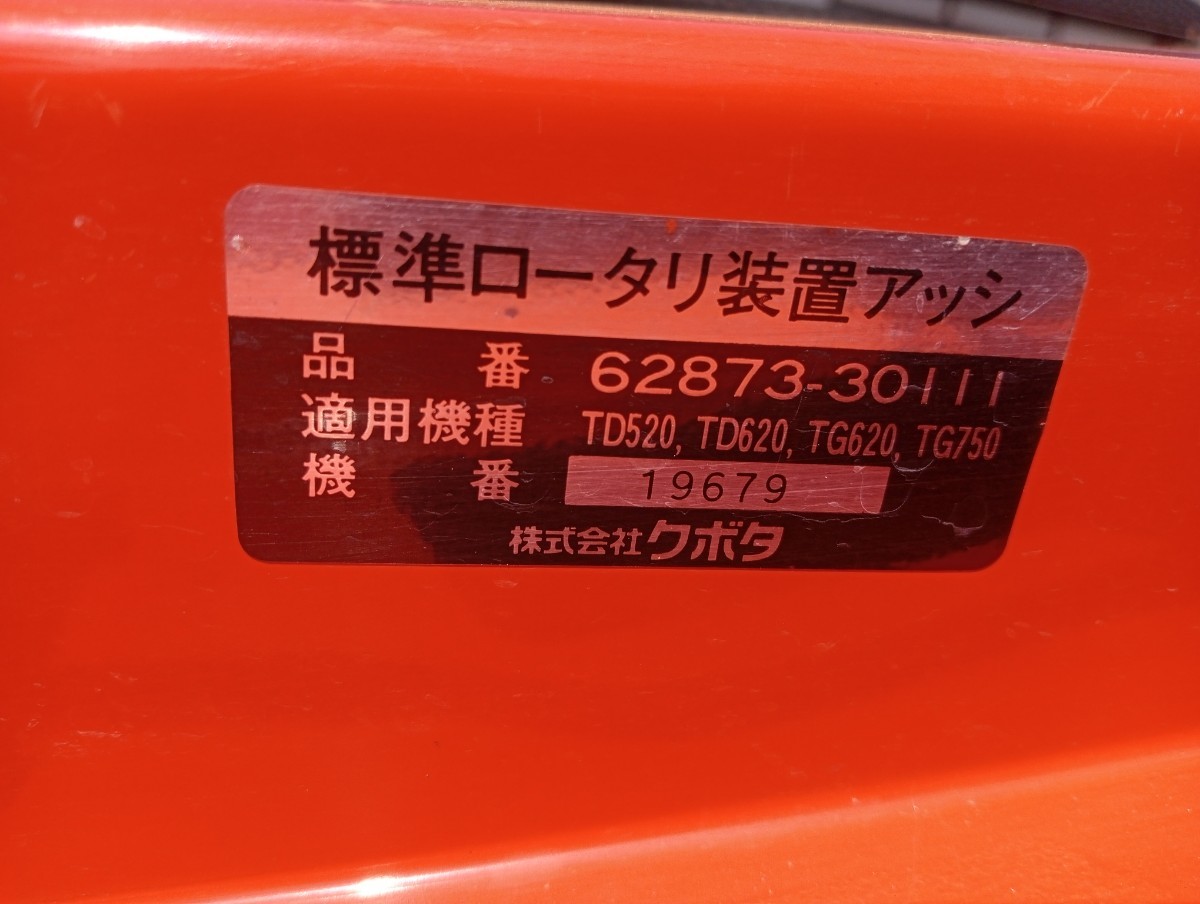 標準ロータリ装置アッシ
品番 62873-30111
適用機種 TD520, TD620, TG620, TG750
機番 19679
株式会社クボタ